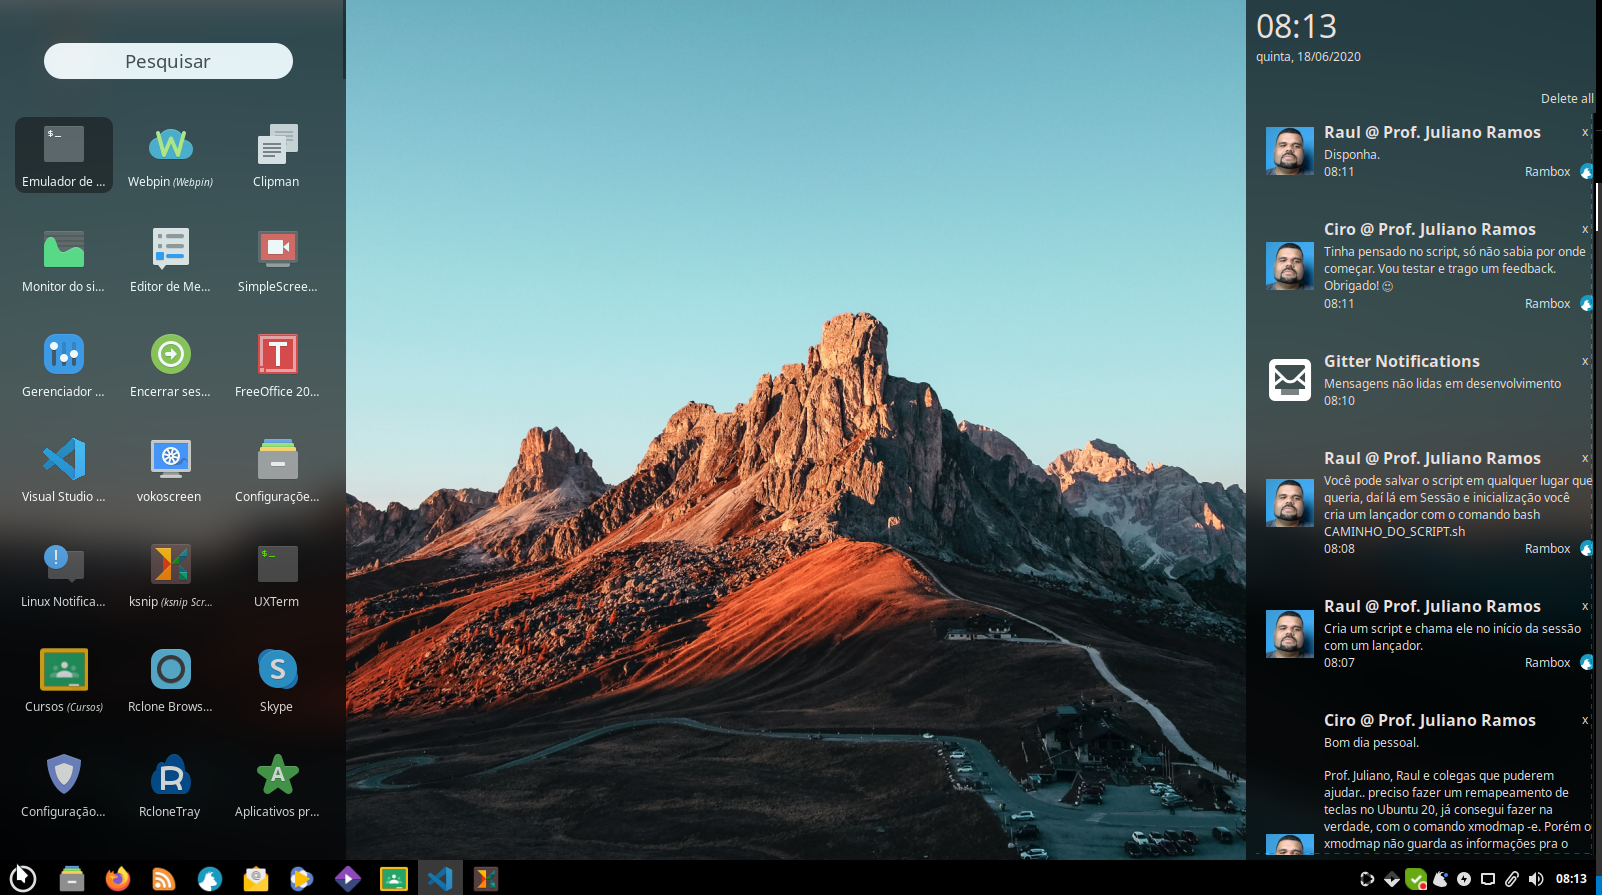 Pesquisar
Emulador de ...
Webpin (Webpin)
Clipman
Monitor do si...
Editor de Me...
SimpleScree...
Gerenciador ...
Encerrar ses...
FreeOffice 20...
Visual Studio ...
vokoscreen
Configuraçõe...
Linux Notifica...
ksnip (ksnip Scr...
UXTerm
Cursos (Cursos)
Rclone Brows...
Skype
Configuração...
RcloneTray
Aplicativos pr...
08:13
quinta, 18/06/2020
Delete all
Raul @ Prof. Juliano Ramos x
Disponha.
08:11 Rambox
Ciro @ Prof. Juliano Ramos x
Tinha pensado no script, só não sabia por onde
começar. Vou testar e trago um feedback.
Obrigado! 😉
08:11 Rambox
Gitter Notifications x
Mensagens não lidas em desenvolvimento
08:10
Raul @ Prof. Juliano Ramos x
Você pode salvar o script em qualquer lugar que
queria, daí lá em Sessão e inicialização você
cria um lançador com o comando bash
CAMINHO_DO_SCRIPT.sh
08:08 Rambox
Raul @ Prof. Juliano Ramos x
Cria um script e chama ele no início da sessão
com um lançador.
08:07 Rambox
Ciro @ Prof. Juliano Ramos x
Bom dia pessoal.
Prof. Juliano, Raul e colegas que puderem
ajudar.. preciso fazer um remapeamento de
teclas no Ubuntu 20, já consegui fazer na
verdade, com o comando xmodmap -e. Porém o
xmodmap não guarda as informações pra o
08:13